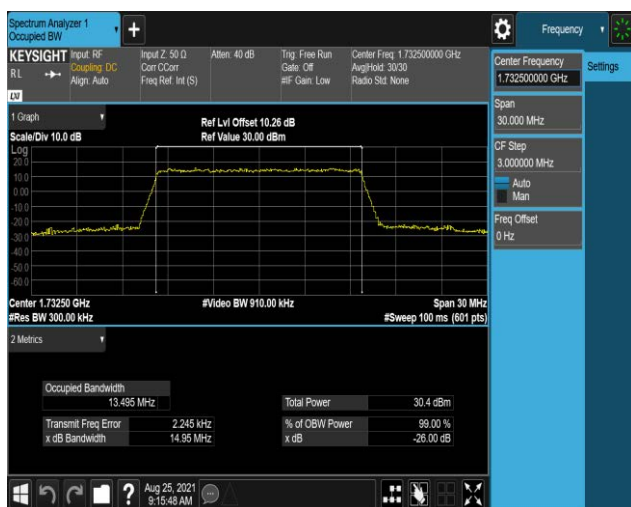 Spectrum Analyzer 1
Occupied BW
+
Frequency
KEYSIGHT
Input: RF
Coupling: DC
Align: Auto
Input Z: 50 Ω
Corr CCorr
Freq Ref: Int (S)
Atten: 40 dB
Trig: Free Run
Gate: Off
#IF Gain: Low
Center Freq: 1.732500000 GHz
Avg|Hold: 30/30
Radio Std: None
RL
LXI
Center Frequency
1.732500000 GHz
Settings
Span
30.000 MHz
CF Step
3.000000 MHz
Auto
Man
Freq Offset
0 Hz
1 Graph
Scale/Div 10.0 dB
Ref Lvl Offset 10.26 dB
Ref Value 30.00 dBm
Log
20.0
10.0
0.00
-10.0
-20.0
-30.0
-40.0
-50.0
-60.0
Center 1.73250 GHz
#Res BW 300.00 kHz
#Video BW 910.00 kHz
Span 30 MHz
#Sweep 100 ms (601 pts)
2 Metrics
Occupied Bandwidth
13.495 MHz
Transmit Freq Error 2.245 kHz
x dB Bandwidth 14.95 MHz
Total Power 30.4 dBm
% of OBW Power 99.00 %
x dB -26.00 dB
?
Aug 25, 2021
9:15:48 AM